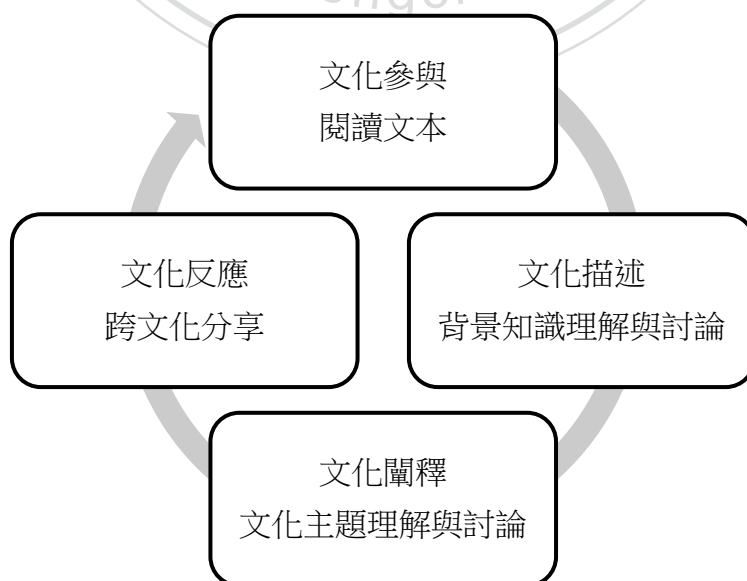 文化參與
閱讀文本
文化反應
跨文化分享
文化描述
背景知識理解與討論
文化闡釋
文化主題理解與討論